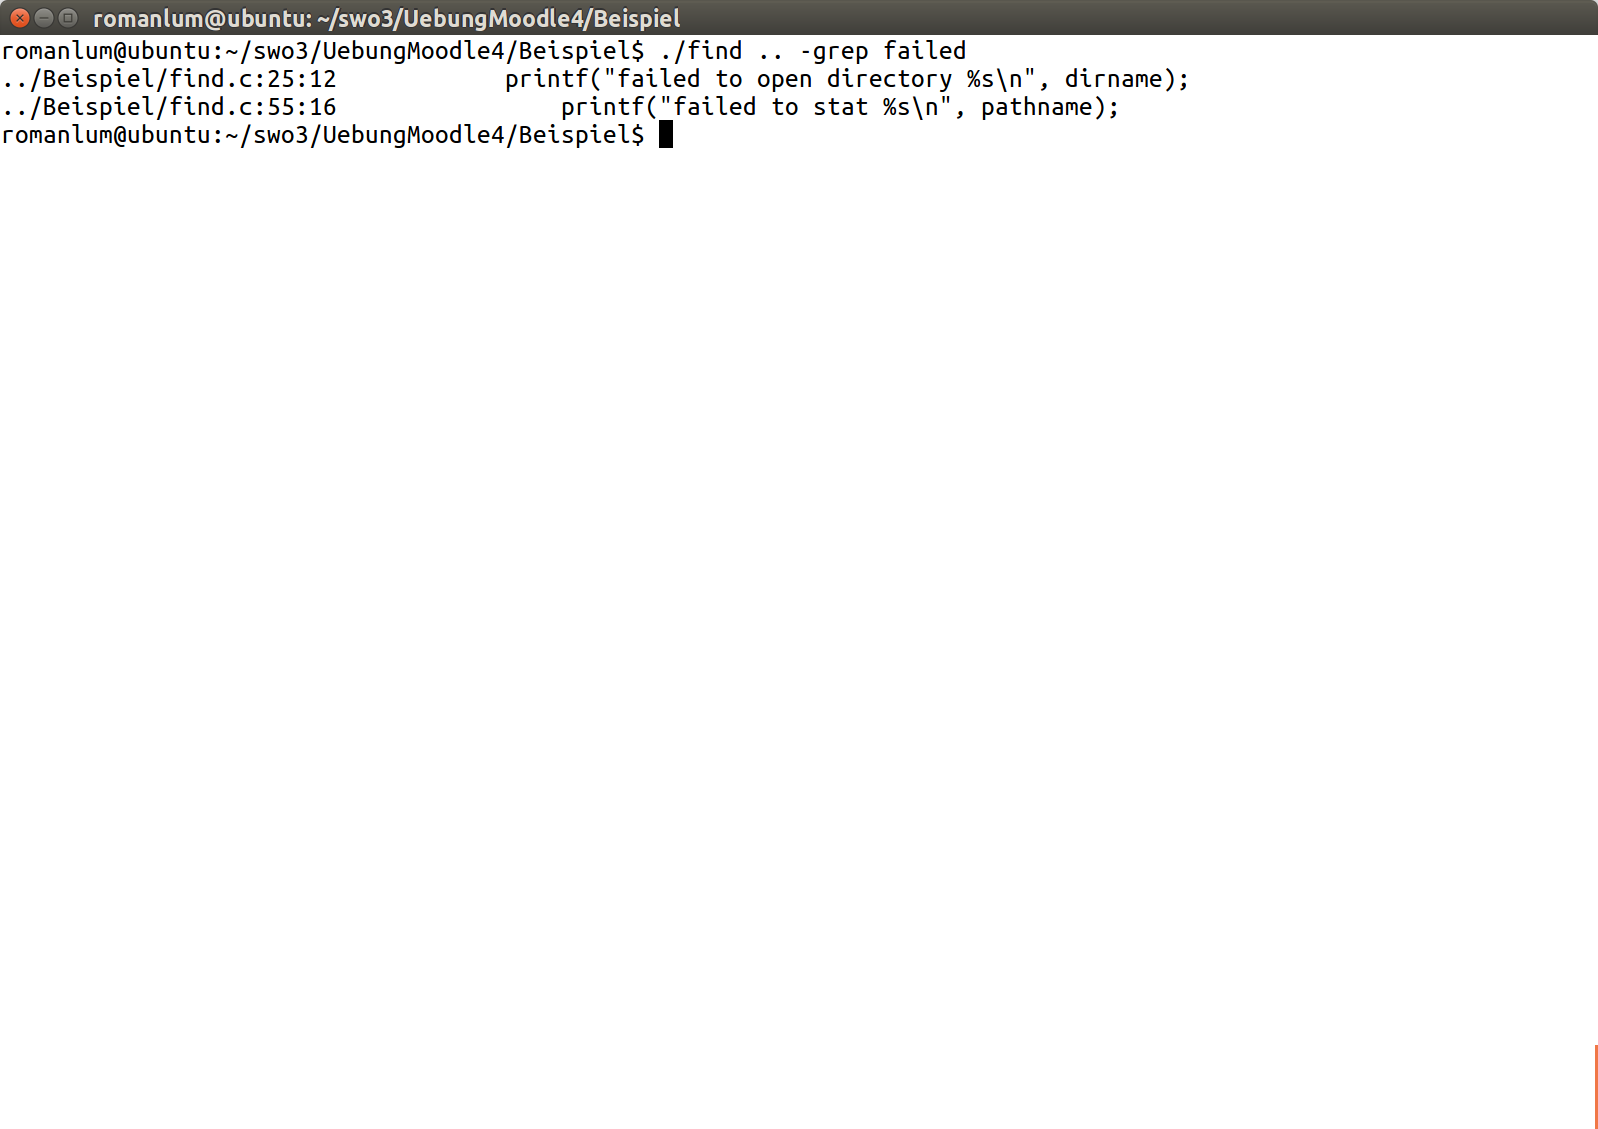 romanlum@ubuntu: ~/swo3/UebungMoodle4/Beispiel
romanlum@ubuntu:~/swo3/UebungMoodle4/Beispiel$ ./find .. -grep failed
../Beispiel/find.c:25:12            printf("failed to open directory %s\n", dirname);
../Beispiel/find.c:55:16                printf("failed to stat %s\n", pathname);
romanlum@ubuntu:~/swo3/UebungMoodle4/Beispiel$